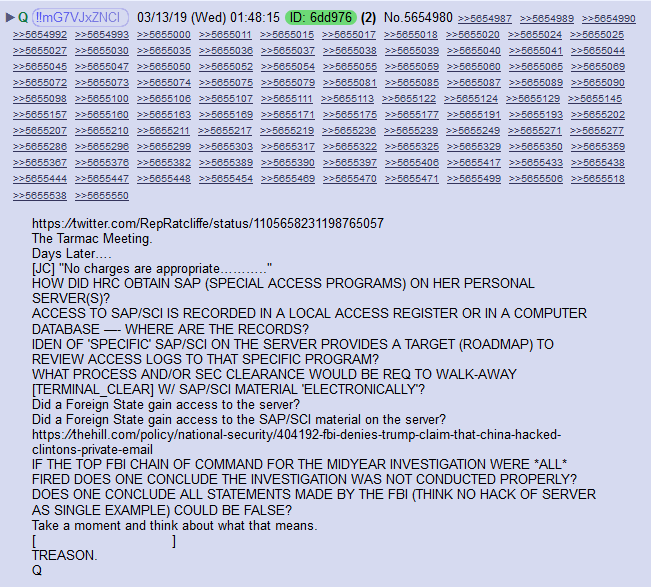 ▶ Q !!mG7VJxZNCI 03/13/19 (Wed) 01:48:15 ID: 6dd976 (2) No.5654980 >>5654987 >>5654989 >>5654990
>>5654992 >>5654993 >>5655000 >>5655011 >>5655015 >>5655017 >>5655018 >>5655020 >>5655024 >>5655025
>>5655027 >>5655030 >>5655035 >>5655036 >>5655037 >>5655038 >>5655039 >>5655040 >>5655041 >>5655044
>>5655045 >>5655047 >>5655050 >>5655052 >>5655054 >>5655055 >>5655059 >>5655060 >>5655065 >>5655069
>>5655072 >>5655073 >>5655074 >>5655075 >>5655079 >>5655081 >>5655085 >>5655087 >>5655089 >>5655090
>>5655098 >>5655100 >>5655106 >>5655107 >>5655111 >>5655113 >>5655122 >>5655124 >>5655129 >>5655145
>>5655157 >>5655160 >>5655163 >>5655169 >>5655171 >>5655175 >>5655177 >>5655191 >>5655193 >>5655202
>>5655207 >>5655210 >>5655211 >>5655217 >>5655219 >>5655236 >>5655239 >>5655249 >>5655271 >>5655277
>>5655286 >>5655296 >>5655299 >>5655303 >>5655317 >>5655322 >>5655325 >>5655329 >>5655350 >>5655359
>>5655367 >>5655376 >>5655382 >>5655389 >>5655390 >>5655397 >>5655406 >>5655417 >>5655433 >>5655438
>>5655444 >>5655447 >>5655448 >>5655454 >>5655469 >>5655470 >>5655471 >>5655499 >>5655506 >>5655518
>>5655538 >>5655550
https://twitter.com/RepRatcliffe/status/1105658231198765057
The Tarmac Meeting.
Days Later….
[JC] "No charges are appropriate……….."
HOW DID HRC OBTAIN SAP (SPECIAL ACCESS PROGRAMS) ON HER PERSONAL
SERVER(S)?
ACCESS TO SAP/SCI IS RECORDED IN A LOCAL ACCESS REGISTER OR IN A COMPUTER
DATABASE —- WHERE ARE THE RECORDS?
IDEN OF 'SPECIFIC' SAP/SCI ON THE SERVER PROVIDES A TARGET (ROADMAP) TO
REVIEW ACCESS LOGS TO THAT SPECIFIC PROGRAM?
WHAT PROCESS AND/OR SEC CLEARANCE WOULD BE REQ TO WALK-AWAY
[TERMINAL_CLEAR] W/ SAP/SCI MATERIAL 'ELECTRONICALLY'?
Did a Foreign State gain access to the server?
Did a Foreign State gain access to the SAP/SCI material on the server?
https://thehill.com/policy/national-security/404192-fbi-denies-trump-claim-that-china-hacked-
clintons-private-email
IF THE TOP FBI CHAIN OF COMMAND FOR THE MIDYEAR INVESTIGATION WERE *ALL*
FIRED DOES ONE CONCLUDE THE INVESTIGATION WAS NOT CONDUCTED PROPERLY?
DOES ONE CONCLUDE ALL STATEMENTS MADE BY THE FBI (THINK NO HACK OF SERVER
AS SINGLE EXAMPLE) COULD BE FALSE?
Take a moment and think about what that means.
[ ]
TREASON.
Q